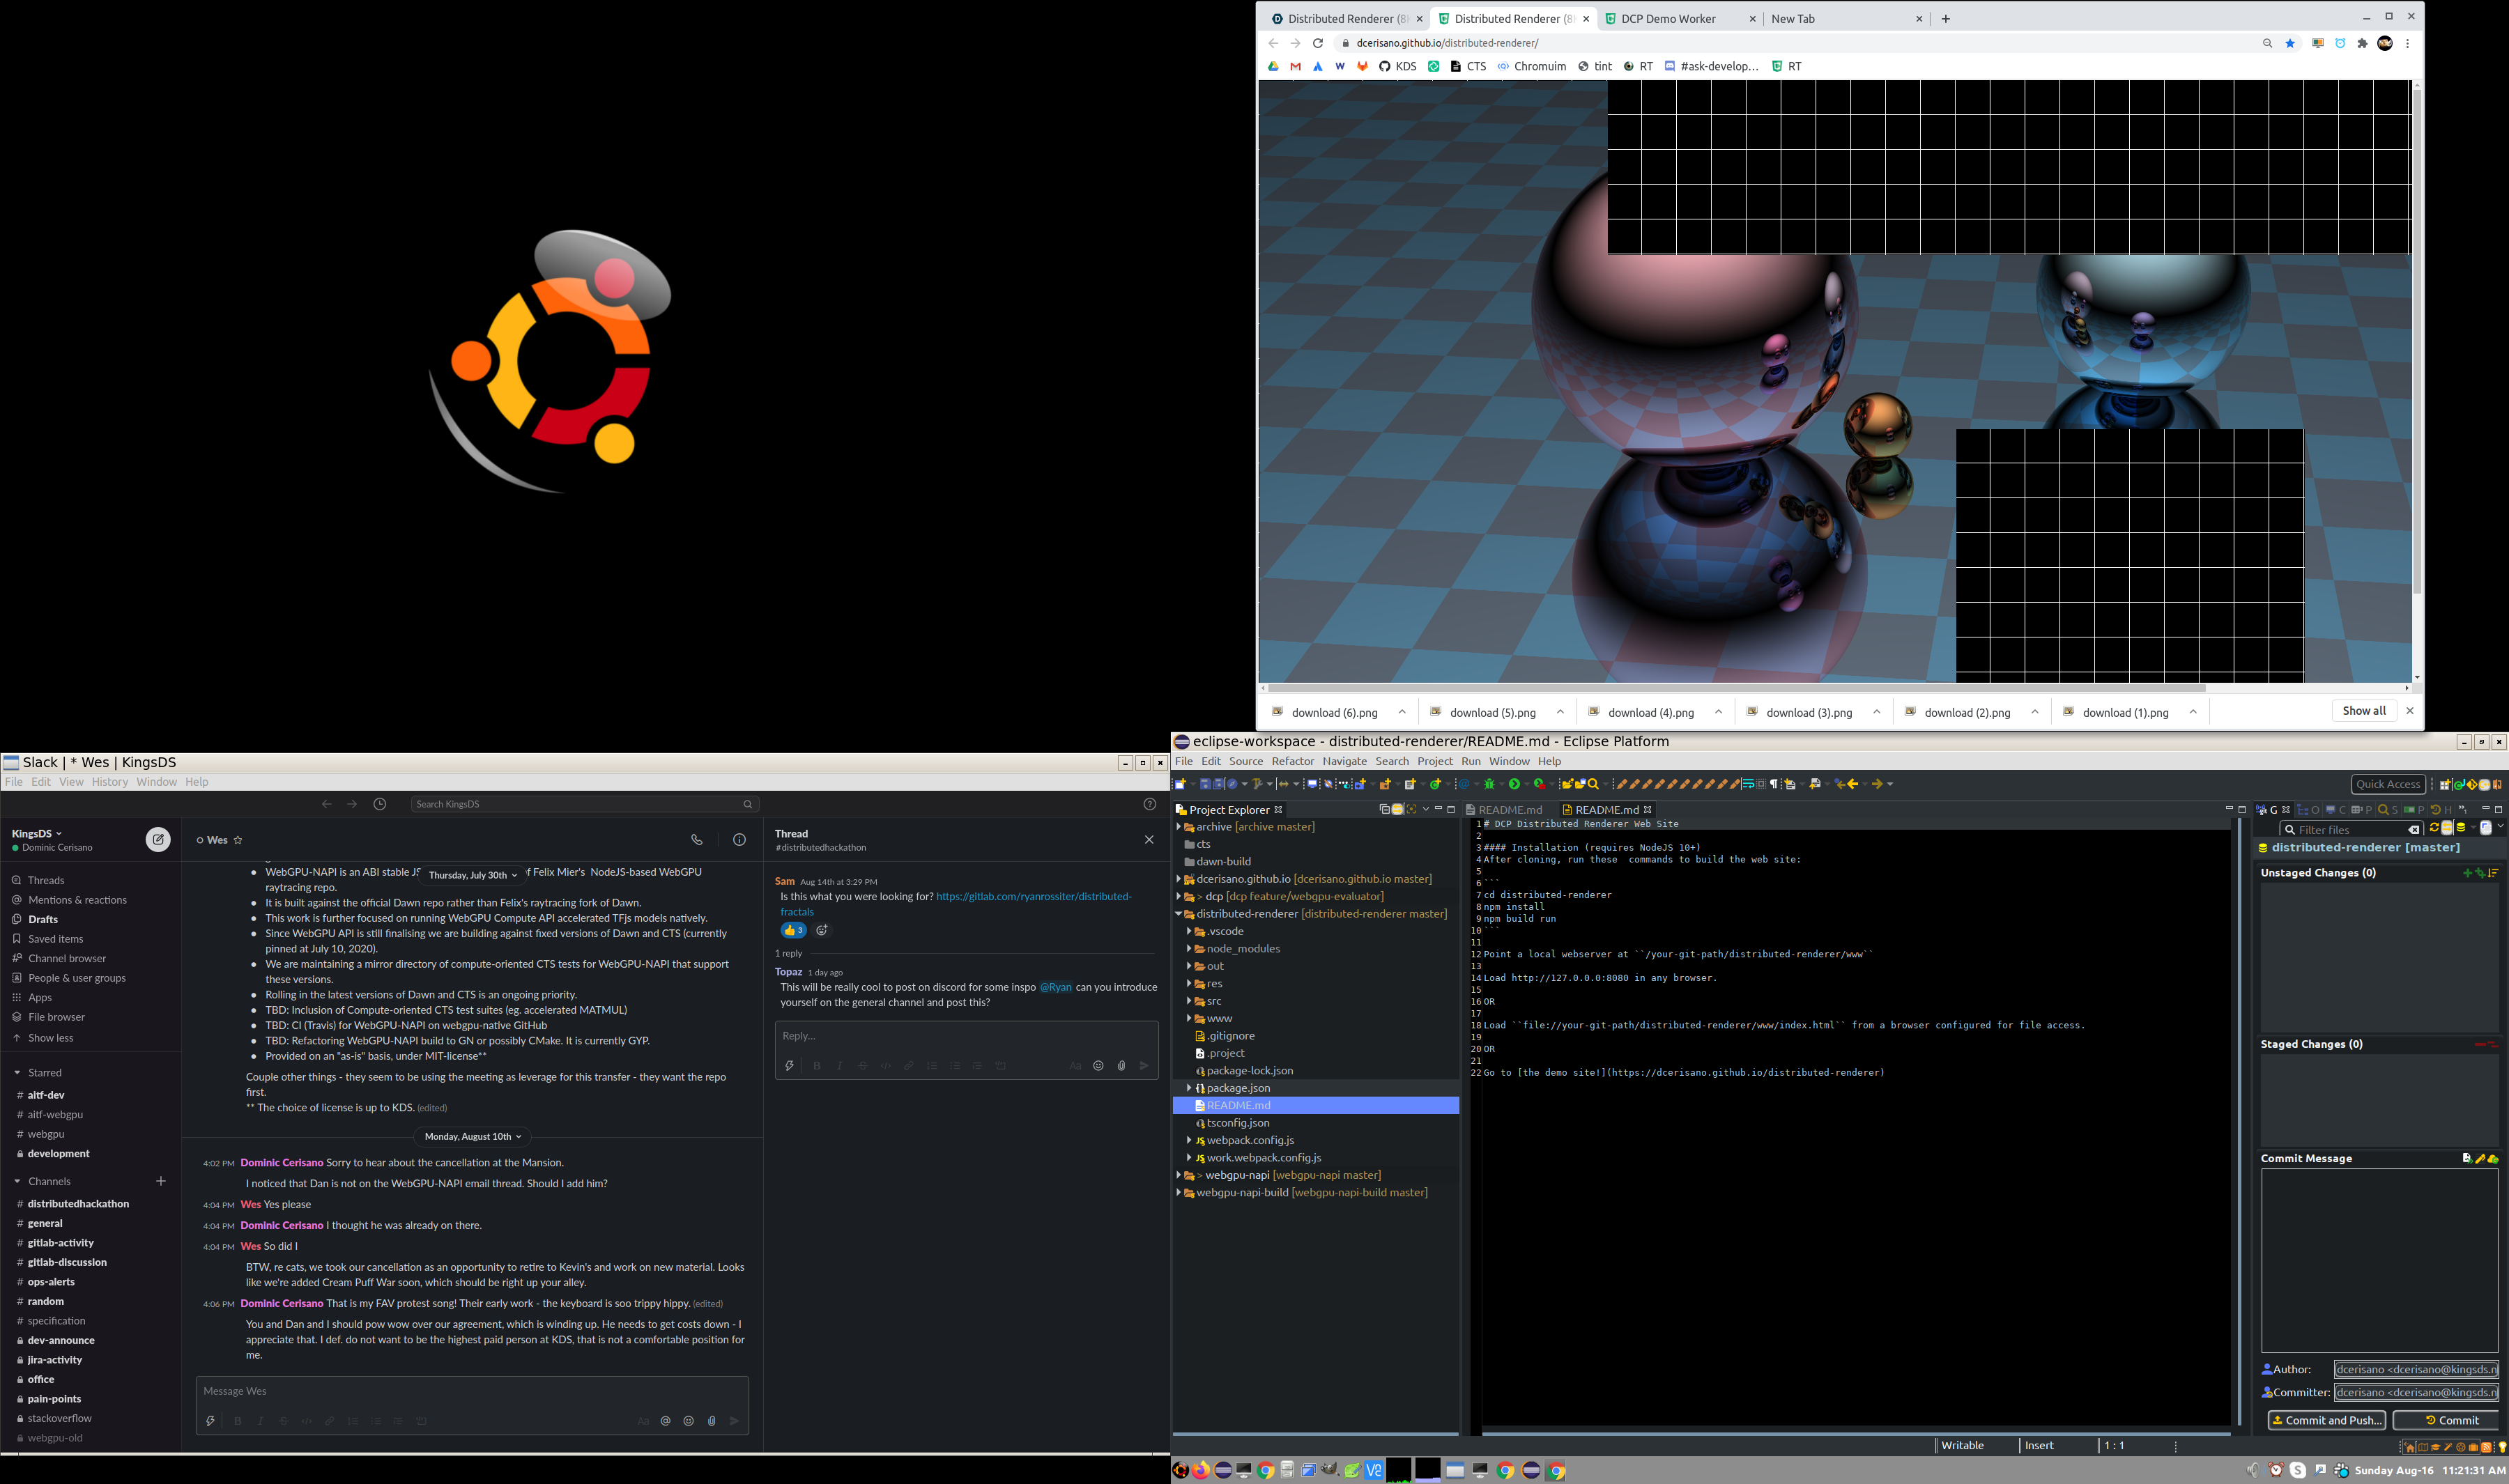 Distributed Renderer (8
Distributed Renderer (8
DCP Demo Worker
New Tab
dcerisano.github.io/distributed-renderer/
KDS
CTS
Chromuim
tint
RT
#ask-develop...
RT
download (6).png
download (5).png
download (4).png
download (3).png
download (2).png
download (1).png
Show all
Slack | * Wes | KingsDS
File Edit View History Window Help
Search KingsDS
KingsDS
Dominic Cerisano
Threads
Mentions & reactions
Drafts
Saved items
Channel browser
People & user groups
Apps
File browser
Show less
Starred
# aitf-dev
# aitf-webgpu
# webgpu
development
Channels
# distributedhackathon
# general
# gitlab-activity
# gitlab-discussion
# ops-alerts
# random
# specification
dev-announce
jira-activity
office
pain-points
stackoverflow
webgpu-old
Wes
Thursday, July 30th
• WebGPU-NAPI is an ABI stable JS f Felix Mier's NodeJS-based WebGPU
raytracing repo.
• It is built against the official Dawn repo rather than Felix's raytracing fork of Dawn.
• This work is further focused on running WebGPU Compute API accelerated TFjs models natively.
• Since WebGPU API is still finalising we are building against fixed versions of Dawn and CTS (currently
pinned at July 10, 2020).
• We are maintaining a mirror directory of compute-oriented CTS tests for WebGPU-NAPI that support
these versions.
• Rolling in the latest versions of Dawn and CTS is an ongoing priority.
• TBD: Inclusion of Compute-oriented CTS test suites (eg. accelerated MATMUL)
• TBD: CI (Travis) for WebGPU-NAPI on webgpu-native GitHub
• TBD: Refactoring WebGPU-NAPI build to GN or possibly CMake. It is currently GYP.
• Provided on an "as-is" basis, under MIT-license**
Couple other things - they seem to be using the meeting as leverage for this transfer - they want the repo
first.
** The choice of license is up to KDS. (edited)
Monday, August 10th
4:02 PM Dominic Cerisano Sorry to hear about the cancellation at the Mansion.
I noticed that Dan is not on the WebGPU-NAPI email thread. Should I add him?
4:04 PM Wes Yes please
4:04 PM Dominic Cerisano I thought he was already on there.
4:04 PM Wes So did I
BTW, re cats, we took our cancellation as an opportunity to retire to Kevin's and work on new material. Looks
like we're added Cream Puff War soon, which should be right up your alley.
4:06 PM Dominic Cerisano That is my FAV protest song! Their early work - the keyboard is soo trippy hippy. (edited)
You and Dan and I should pow wow over our agreement, which is winding up. He needs to get costs down - I
appreciate that. I def. do not want to be the highest paid person at KDS, that is not a comfortable position for
me.
Message Wes
Thread
#distributedhackathon
Sam Aug 14th at 3:29 PM
Is this what you were looking for? https://gitlab.com/ryanrossiter/distributed-
fractals
3
1 reply
Topaz 1 day ago
This will be really cool to post on discord for some inspo @Ryan can you introduce
yourself on the general channel and post this?
Reply...
eclipse-workspace - distributed-renderer/README.md - Eclipse Platform
File Edit Source Refactor Navigate Search Project Run Window Help
Quick Access
Project Explorer
archive [archive master]
cts
dawn-build
dcerisano.github.io [dcerisano.github.io master]
> dcp [dcp feature/webgpu-evaluator]
distributed-renderer [distributed-renderer master]
.vscode
node_modules
out
res
src
www
.gitignore
.project
package-lock.json
package.json
README.md
tsconfig.json
webpack.config.js
work.webpack.config.js
> webgpu-napi [webgpu-napi master]
webgpu-napi-build [webgpu-napi-build master]
README.md
README.md
1 # DCP Distributed Renderer Web Site
2
3 #### Installation (requires NodeJS 10+)
4 After cloning, run these  commands to build the web site:
5
6 ```
7 cd distributed-renderer
8 npm install
9 npm build run
10 ```
11
12 Point a local webserver at ``/your-git-path/distributed-renderer/www``
13
14 Load http://127.0.0.0:8080 in any browser.
15
16 OR
17
18 Load ``file://your-git-path/distributed-renderer/www/index.html`` from a browser configured for file access.
19
20 OR
21
22 Go to [the demo site!](https://dcerisano.github.io/distributed-renderer)
Filter files
distributed-renderer [master]
Unstaged Changes (0)
Staged Changes (0)
Commit Message
Author: dcerisano <dcerisano@kingsds.n
Committer: dcerisano <dcerisano@kingsds.n
Commit and Push...
Commit
Writable
Insert
1 : 1
Sunday Aug-16 11:21:31 AM